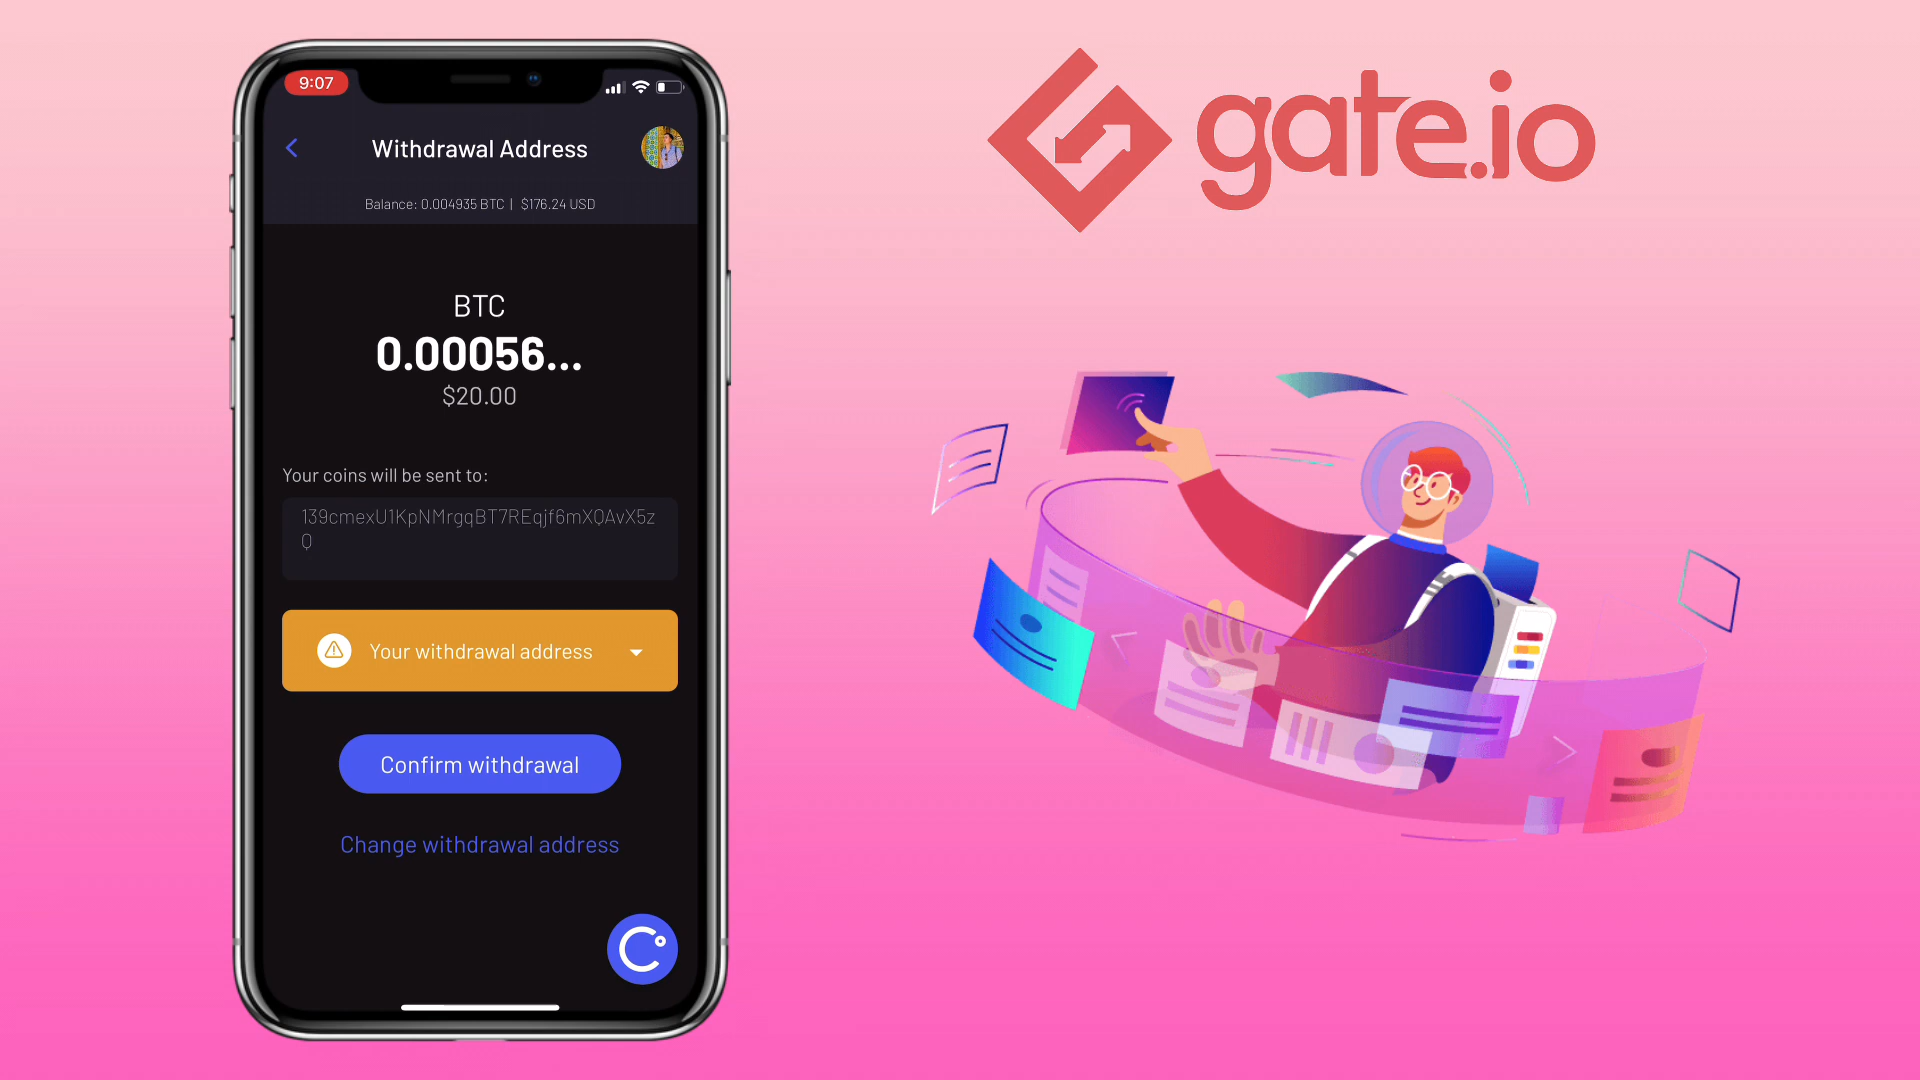 9:07
Withdrawal Address
Balance: 0.004935 BTC | $176.24 USD
BTC
0.00056...
$20.00
Your coins will be sent to:
139cmexU1KpNMrgqBT7REqjf6mXQAvX5z
Q
Your withdrawal address
Confirm withdrawal
Change withdrawal address
gate.io